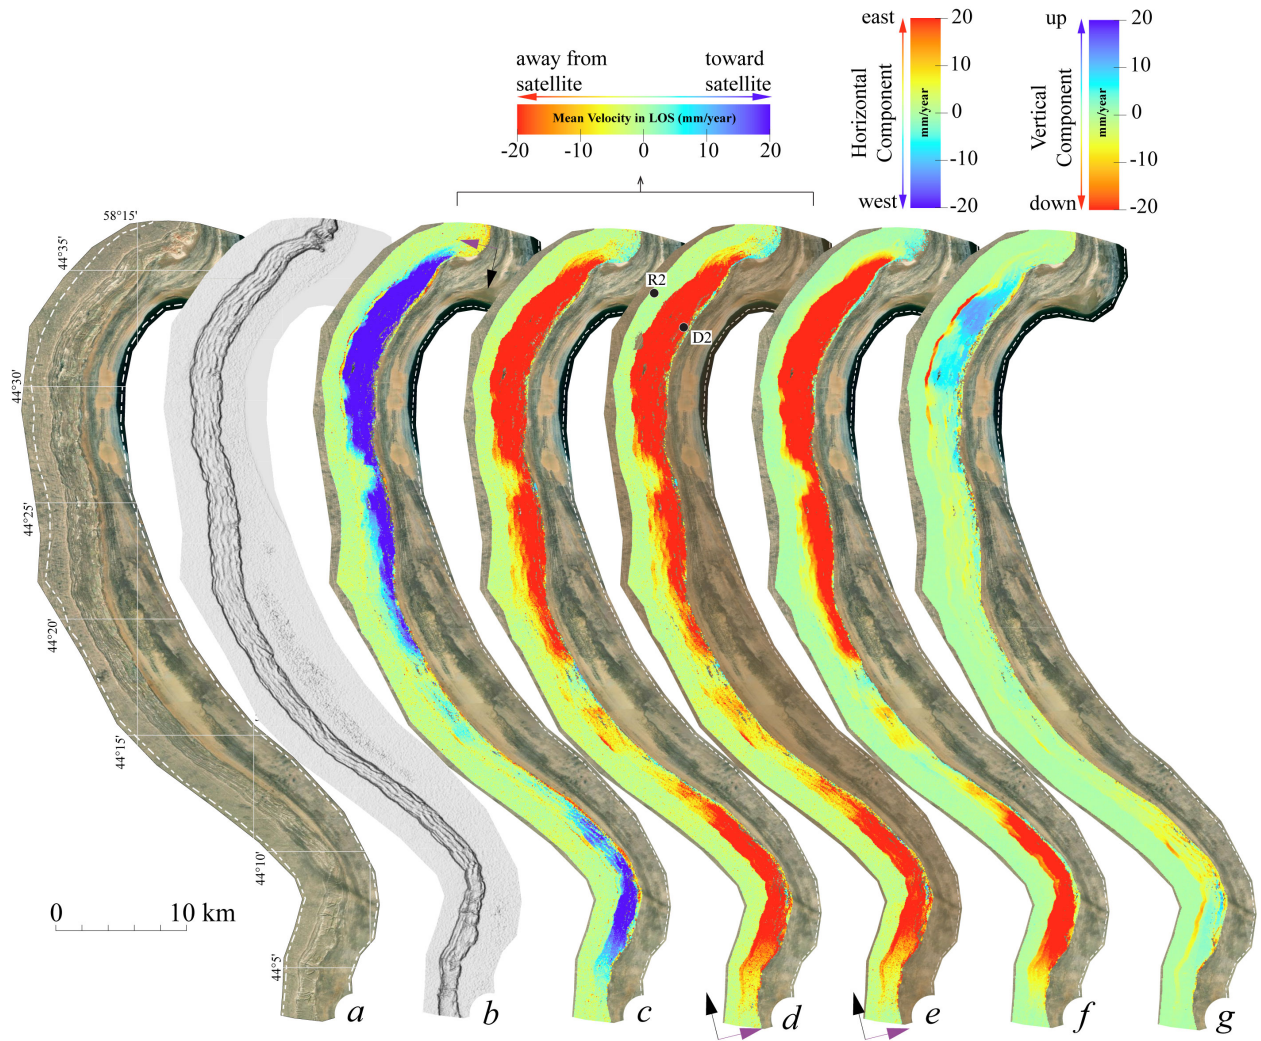 away from
satellite
toward
satellite
Mean Velocity in LOS (mm/year)
-20
-10
0
10
20
east
west
Horizontal
Component
mm/year
20
10
0
-10
-20
up
down
Vertical
Component
mm/year
20
10
0
-10
-20
58°15'
44°35'
44°30'
44°25'
44°20'
44°15'
44°10'
44°5'
R2
D2
0
10 km
a
b
c
d
e
f
g